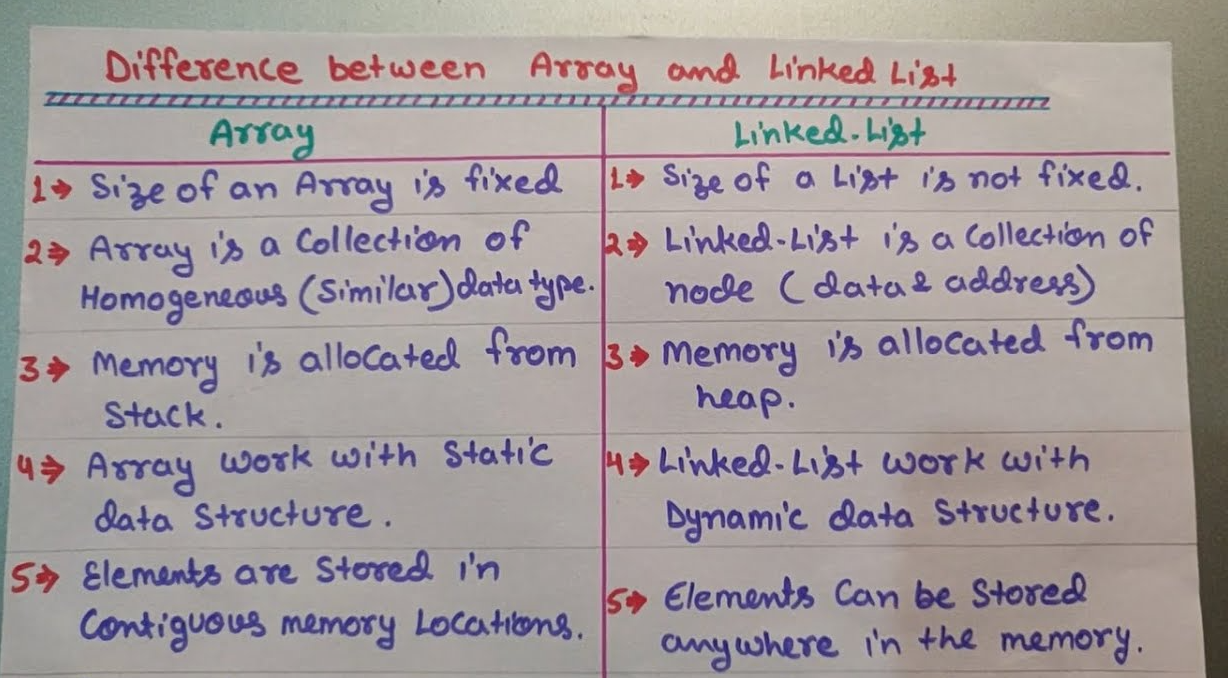 Difference between Array and Linked List
Array
1⇒ Size of an Array is fixed
2⇒ Array is a Collection of
Homogeneous (Similar) data type.
3⇒ Memory is allocated from
Stack.
4⇒ Array work with Static
data Structure.
5⇒ Elements are Stored in
Contiguous memory Locations.
Linked-List
1⇒ Size of a List is not fixed.
2⇒ Linked-List is a Collection of
node (data & address)
3⇒ Memory is allocated from
heap.
4⇒ Linked-List work with
Dynamic data Structure.
5⇒ Elements Can be Stored
anywhere in the memory.